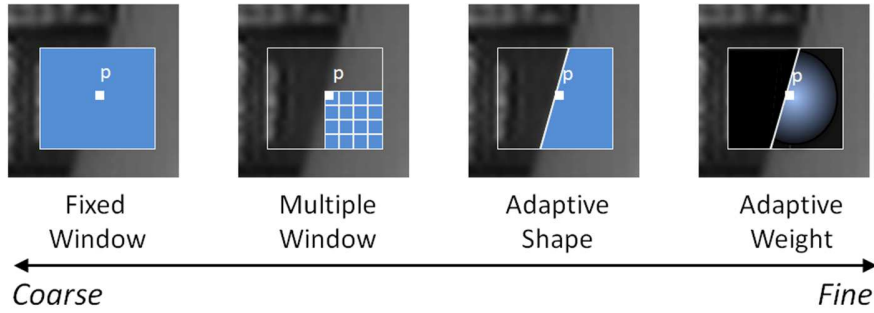 p
p
p
p
Fixed
Window
Multiple
Window
Adaptive
Shape
Adaptive
Weight
Coarse
Fine